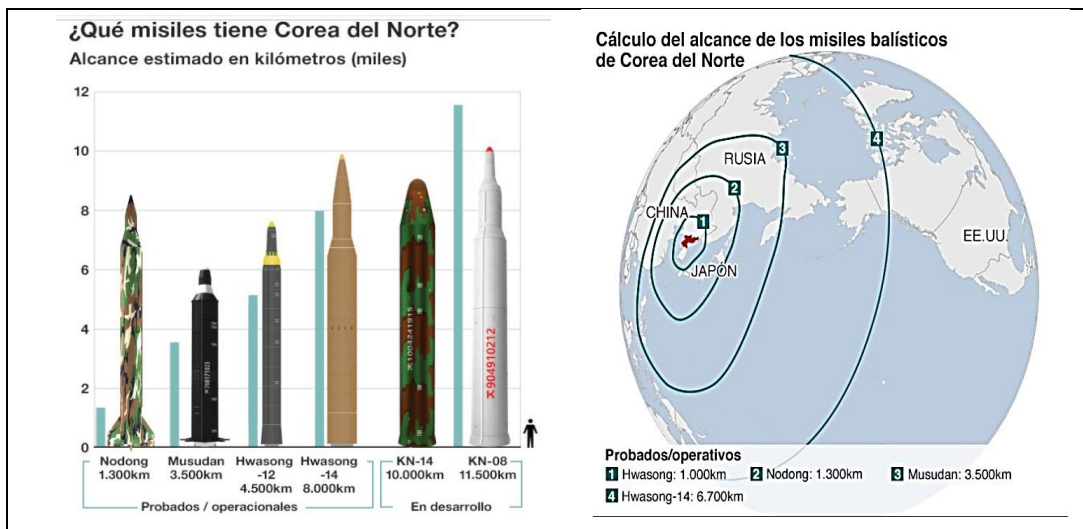 ¿Qué misiles tiene Corea del Norte?
Alcance estimado en kilómetros (miles)
12
10
8
6
4
2
0
Nodong
1.300km
Musudan
3.500km
Hwasong
-12
4.500km
Hwasong
-14
8.000km
KN-14
10.000km
KN-08
11.500km
Probados / operacionales
En desarrollo
904910212
Cálculo del alcance de los misiles balísticos
de Corea del Norte
RUSIA
CHINA
JAPÓN
EE.UU.
1
2
3
4
Probados/operativos
1 Hwasong: 1.000km 2 Nodong: 1.300km 3 Musudan: 3.500km
4 Hwasong-14: 6.700km